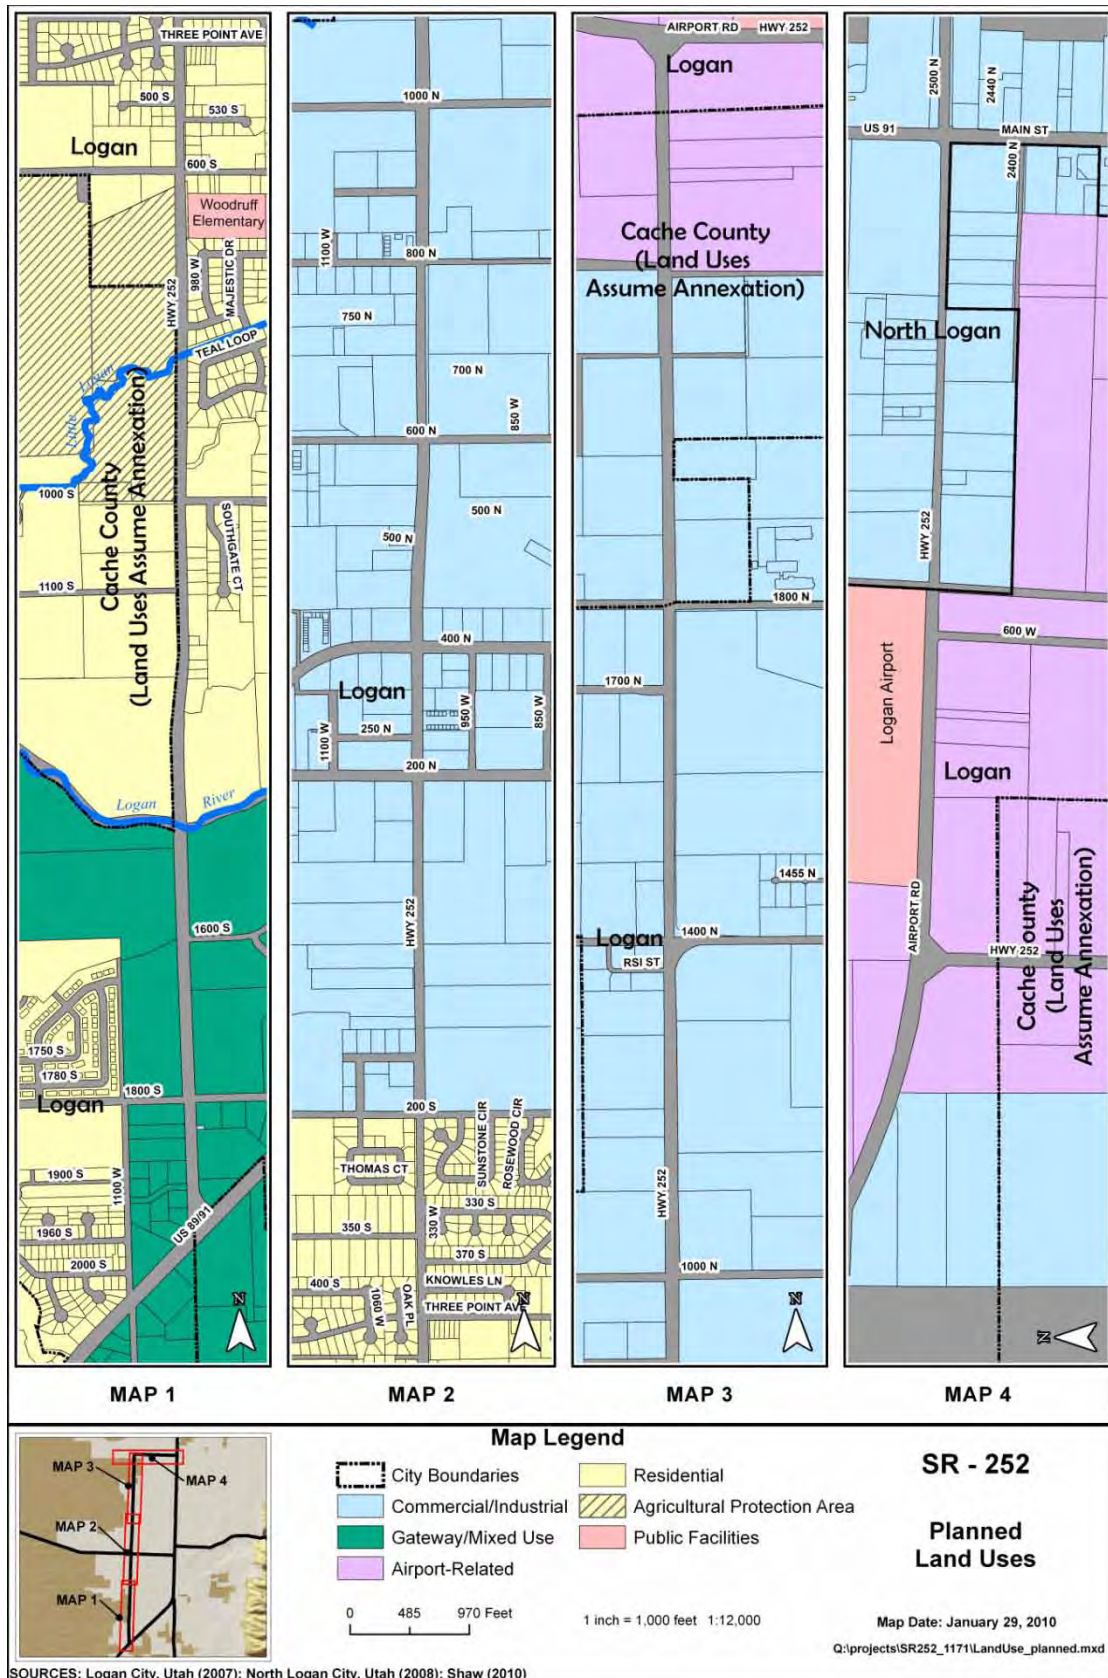 THREE POINT AVE
500 S
530 S
Logan
600 S
Woodruff
Elementary
HWY 252
980 W
MAJESTIC DR
TEAL LOOP
Little
Logan
1000 S
Cache County
(Land Uses Assume Annexation)
SOUTHGATE CT
1100 S
Logan
River
1600 S
1750 S
1780 S
1800 S
Logan
1900 S
1100 W
1960 S
US 89/91
2000 S
N
MAP 1
1000 N
1100 W
800 N
750 N
700 N
850 W
600 N
500 N
500 N
400 N
Logan
1100 W
250 N
950 W
850 W
200 N
HWY 252
200 S
THOMAS CT
SUNSTONE CIR
ROSEWOOD CIR
330 S
350 S
330 W
370 S
400 S
1060 W
OAK PL
KNOWLES LN
THREE POINT AVE
N
MAP 2
AIRPORT RD
HWY 252
Logan
Cache County
(Land Uses
Assume Annexation)
1800 N
1700 N
1455 N
Logan
1400 N
RSI ST
HWY 252
1000 N
N
MAP 3
2500 N
2440 N
US 91
MAIN ST
2400 N
North Logan
HWY 252
600 W
Logan Airport
Logan
AIRPORT RD
HWY 252
Cache County
(Land Uses
Assume Annexation)
N
MAP 4
MAP 3
MAP 4
MAP 2
MAP 1
Map Legend
City Boundaries
Commercial/Industrial
Gateway/Mixed Use
Airport-Related
Residential
Agricultural Protection Area
Public Facilities
0 485 970 Feet
1 inch = 1,000 feet 1:12,000
SR - 252
Planned
Land Uses
Map Date: January 29, 2010
Q:\projects\SR252_1171\LandUse_planned.mxd
SOURCES: Logan City, Utah (2007); North Logan City, Utah (2008); Shaw (2010)